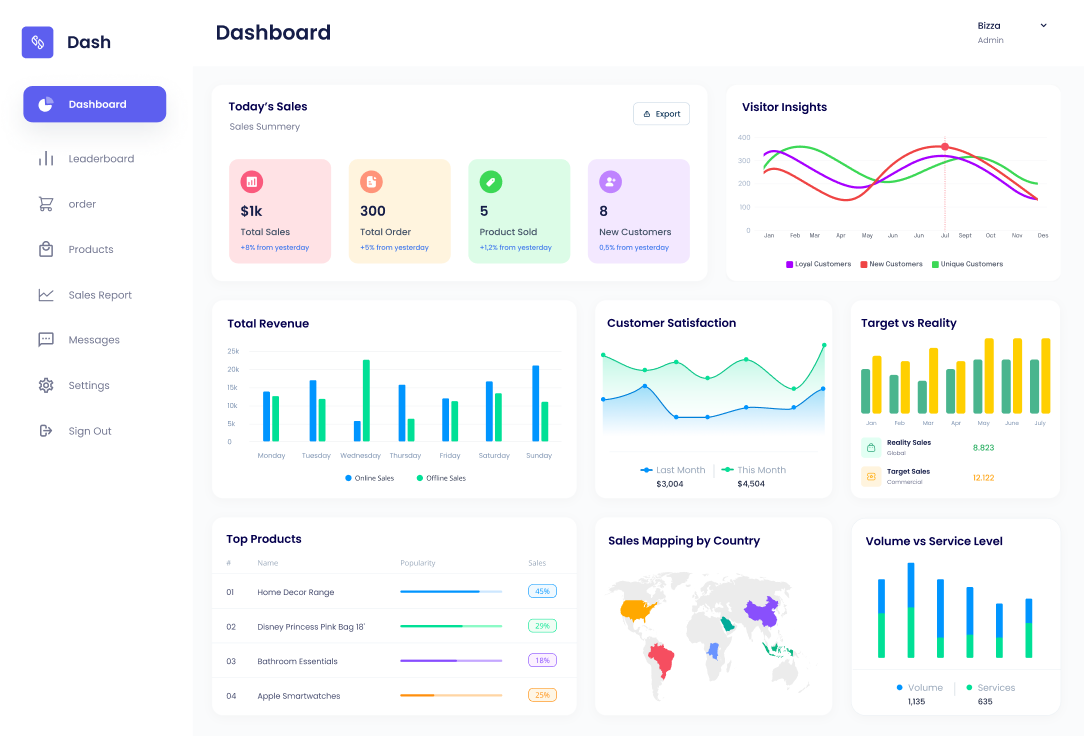 Dash
Dashboard
Leaderboard
order
Products
Sales Report
Messages
Settings
Sign Out
Dashboard
Bizza
Admin
Today’s Sales
Sales Summery
Export
$1k
Total Sales
+8% from yesterday
300
Total Order
+5% from yesterday
5
Product Sold
+1,2% from yesterday
8
New Customers
0,5% from yesterday
Visitor Insights
400
300
200
100
0
Jan Feb Mar Apr May Jun Jun Jul Sept Oct Nov Des
Loyal Customers New Customers Unique Customers
Total Revenue
25k
20k
15k
10k
5k
0
Monday Tuesday Wednesday Thursday Friday Saturday Sunday
Online Sales Offline Sales
Customer Satisfaction
Last Month This Month
$3,004 $4,504
Target vs Reality
Jan Feb Mar Apr May June July
Reality Sales
Global
8.823
Target Sales
Commercial
12.122
Top Products
# Name Popularity Sales
01 Home Decor Range 45%
02 Disney Princess Pink Bag 18' 29%
03 Bathroom Essentials 18%
04 Apple Smartwatches 25%
Sales Mapping by Country
Volume vs Service Level
Volume Services
1,135 635